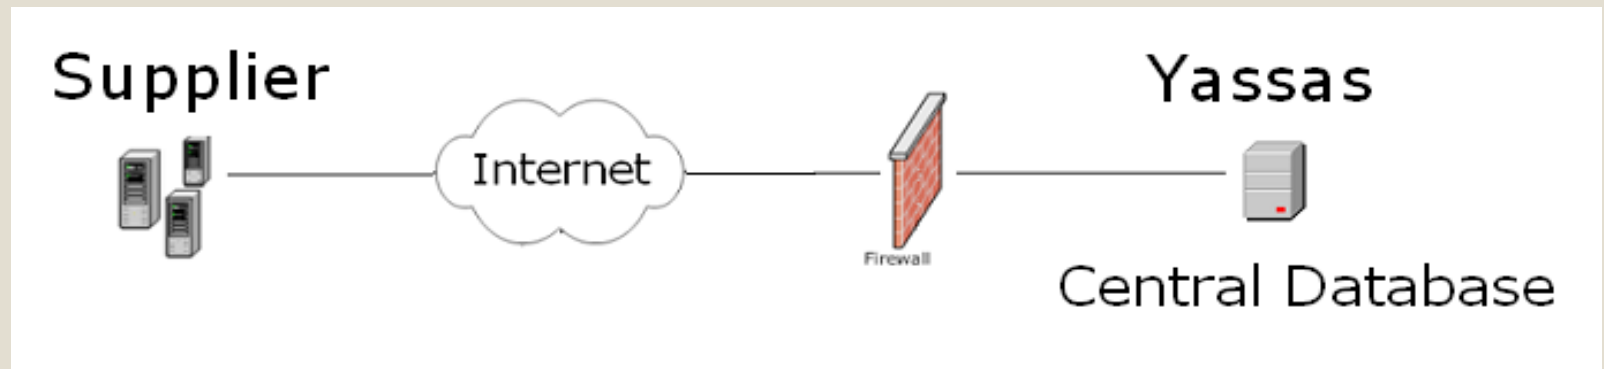 Supplier
Yassas
Internet
Firewall
Central Database